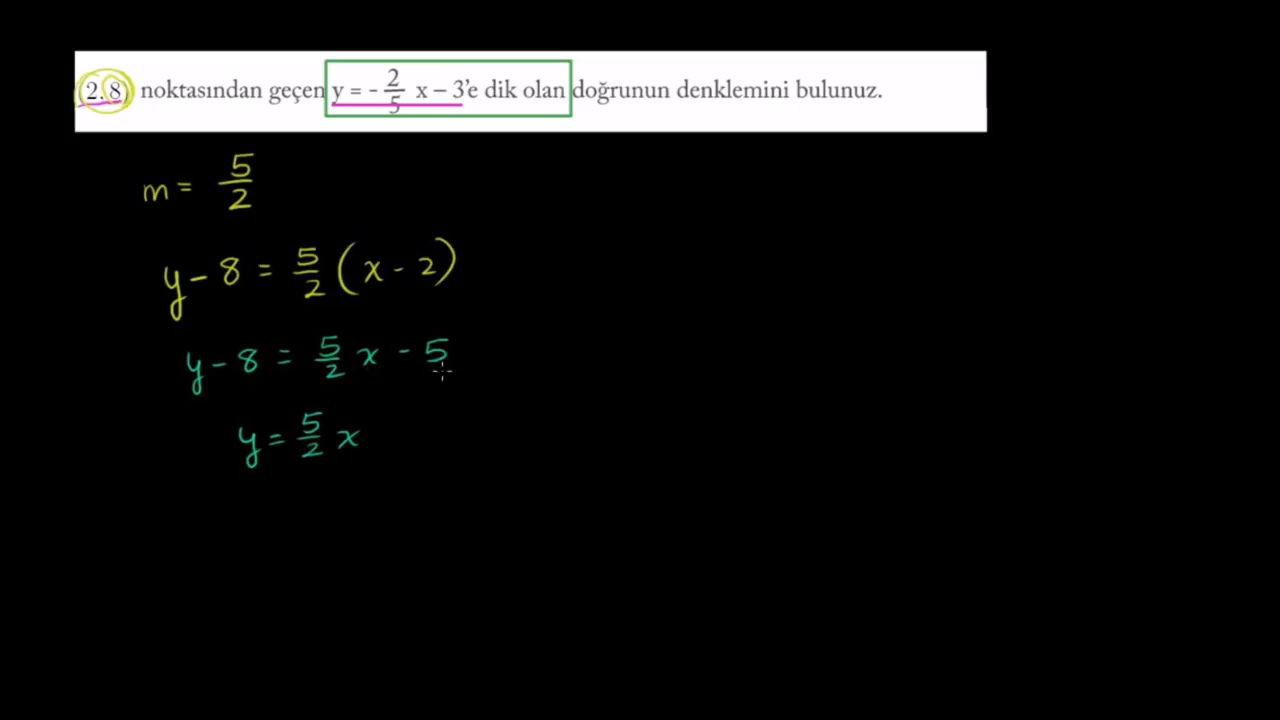 (2,8) noktasından geçen y = - 2/5 x – 3'e dik olan doğrunun denklemini bulunuz.
m = 5/2
y - 8 = 5/2 (x - 2)
y - 8 = 5/2 x - 5
y = 5/2 x